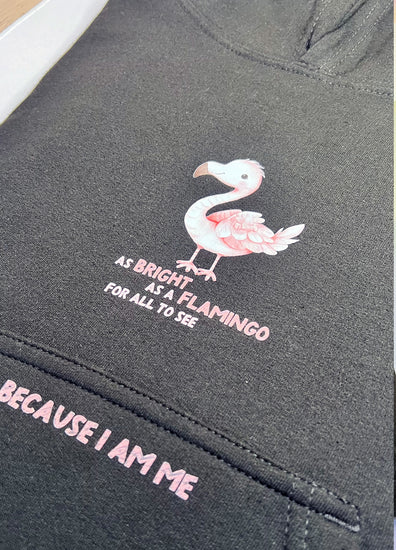 AS BRIGHT
AS A FLAMINGO
FOR ALL TO SEE
BECAUSE I AM ME